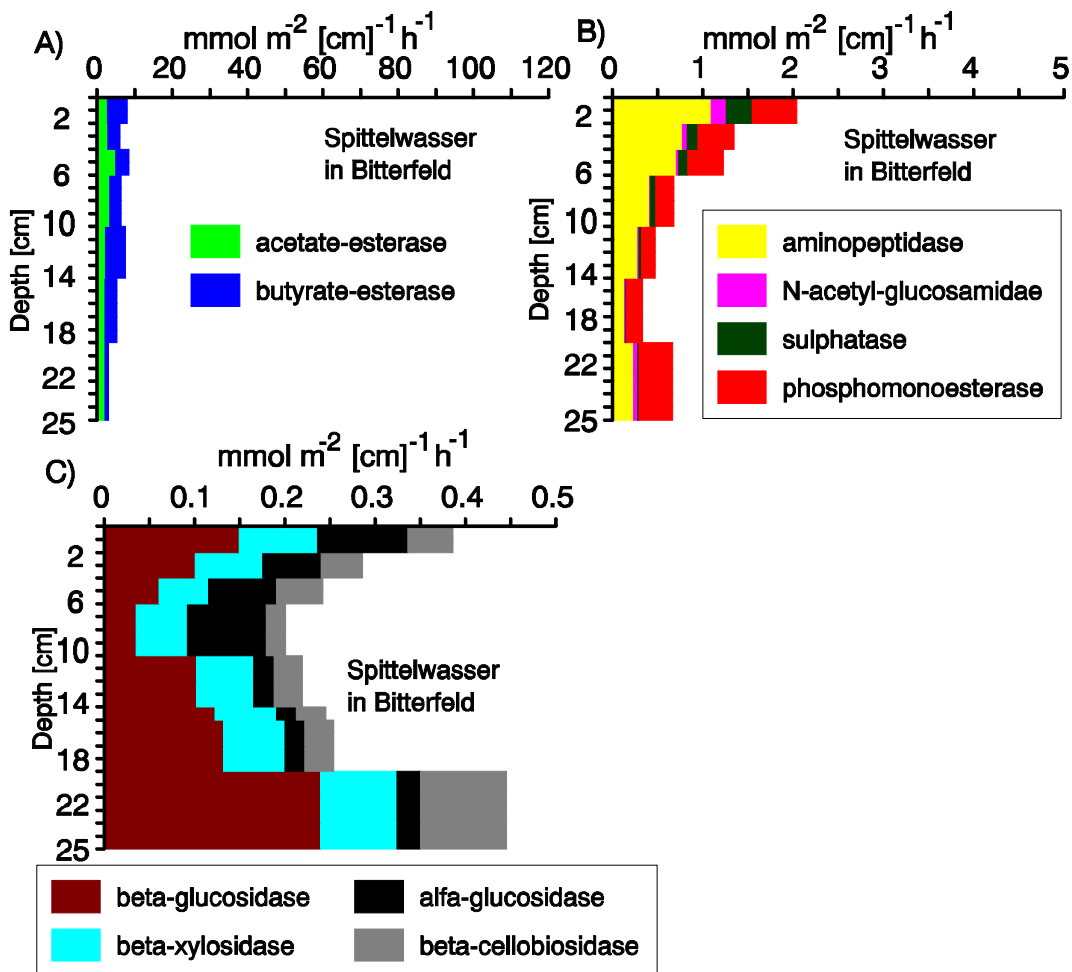 A)
mmol m⁻² [cm]⁻¹ h⁻¹
0 20 40 60 80 100 120
Depth [cm]
2
6
10
14
18
22
25
Spittelwasser
in Bitterfeld
acetate-esterase
butyrate-esterase
B)
mmol m⁻² [cm]⁻¹ h⁻¹
0 1 2 3 4 5
Depth [cm]
2
6
10
14
18
22
25
Spittelwasser
in Bitterfeld
aminopeptidase
N-acetyl-glucosamidae
sulphatase
phosphomonoesterase
C)
mmol m⁻² [cm]⁻¹ h⁻¹
0 0.1 0.2 0.3 0.4 0.5
Depth [cm]
2
6
10
14
18
22
25
Spittelwasser
in Bitterfeld
beta-glucosidase
alfa-glucosidase
beta-xylosidase
beta-cellobiosidase